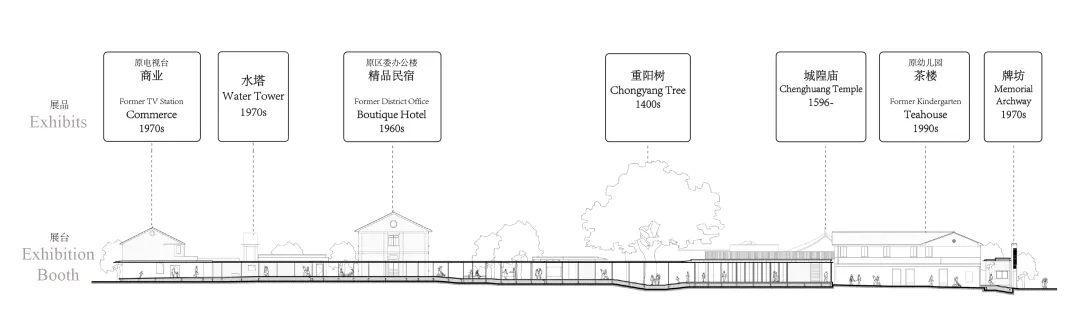 展品
Exhibits
原电视台
商业
Former TV Station
Commerce
1970s
水塔
Water Tower
1970s
原区委办公楼
精品民宿
Former District Office
Boutique Hotel
1960s
重阳树
Chongyang Tree
1400s
城隍庙
Chenghuang Temple
1596-
原幼儿园
茶楼
Former Kindergarten
Teahouse
1990s
牌坊
Memorial
Archway
1970s
展台
Exhibition
Booth